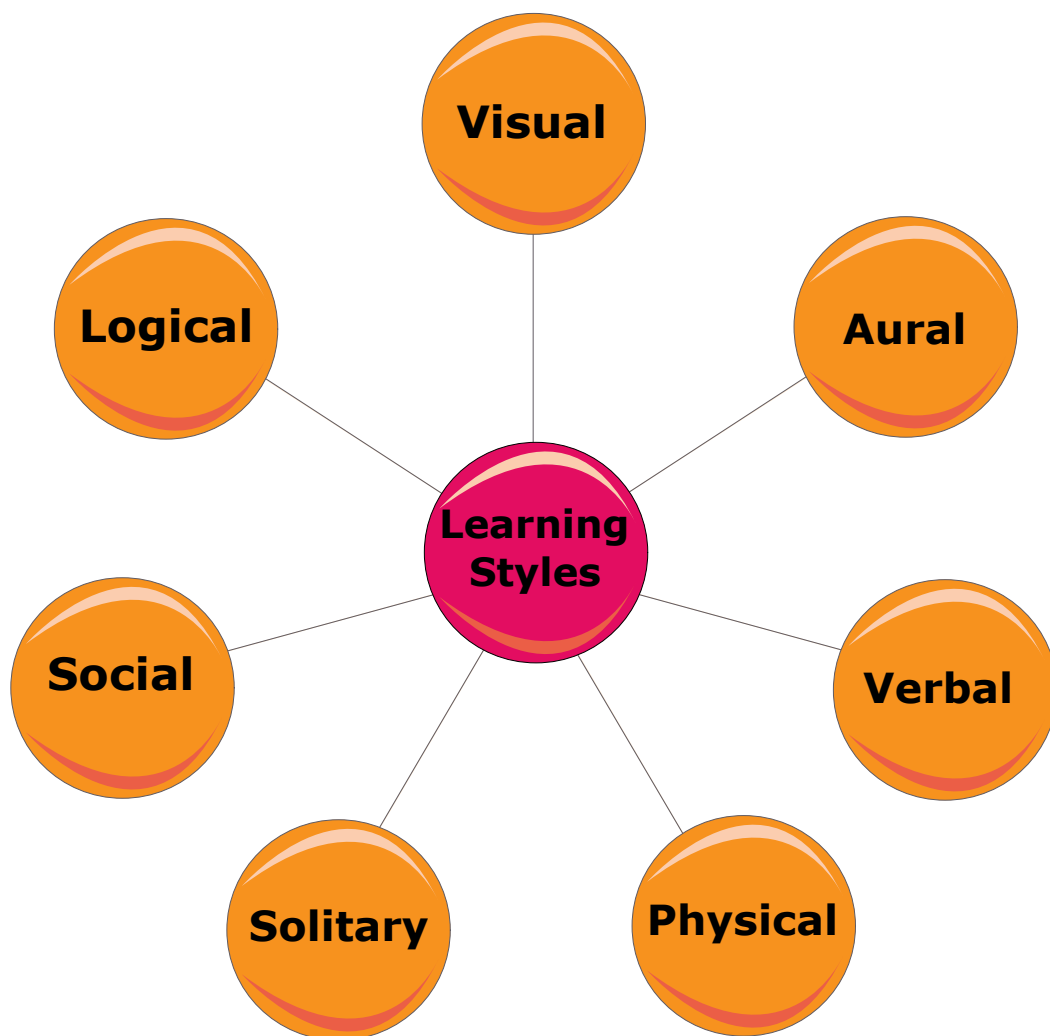 Visual
Logical
Aural
Learning
Styles
Social
Verbal
Solitary
Physical